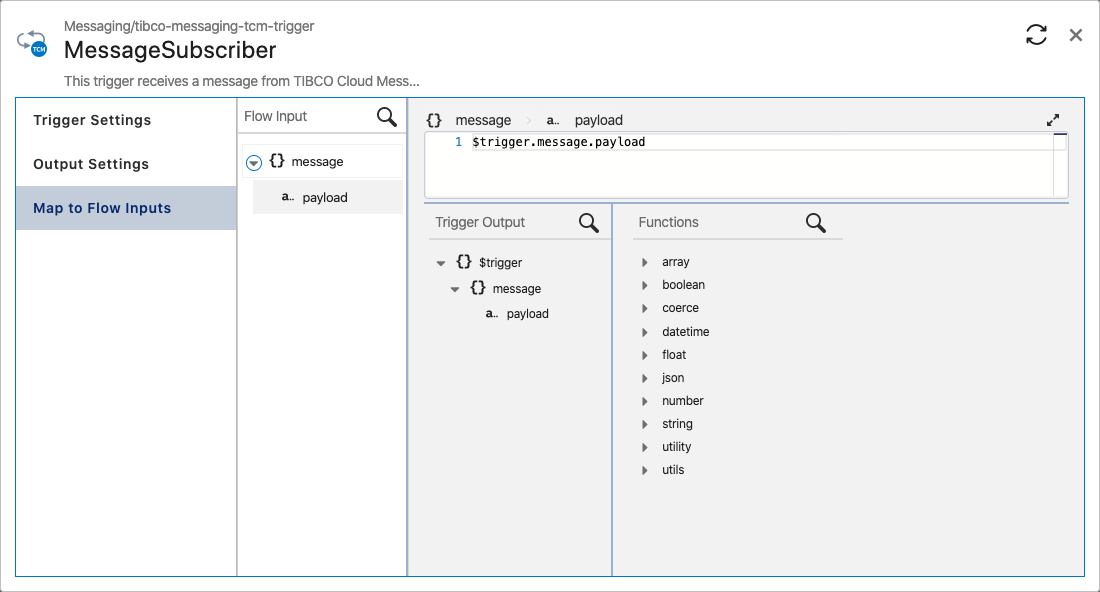 Messaging/tibco-messaging-tcm-trigger
TCM
MessageSubscriber
This trigger receives a message from TIBCO Cloud Mess...
Trigger Settings
Output Settings
Map to Flow Inputs
Flow Input
{} message
a.. payload
{} message a.. payload
1 $trigger.message.payload
Trigger Output
{} $trigger
{} message
a.. payload
Functions
array
boolean
coerce
datetime
float
json
number
string
utility
utils